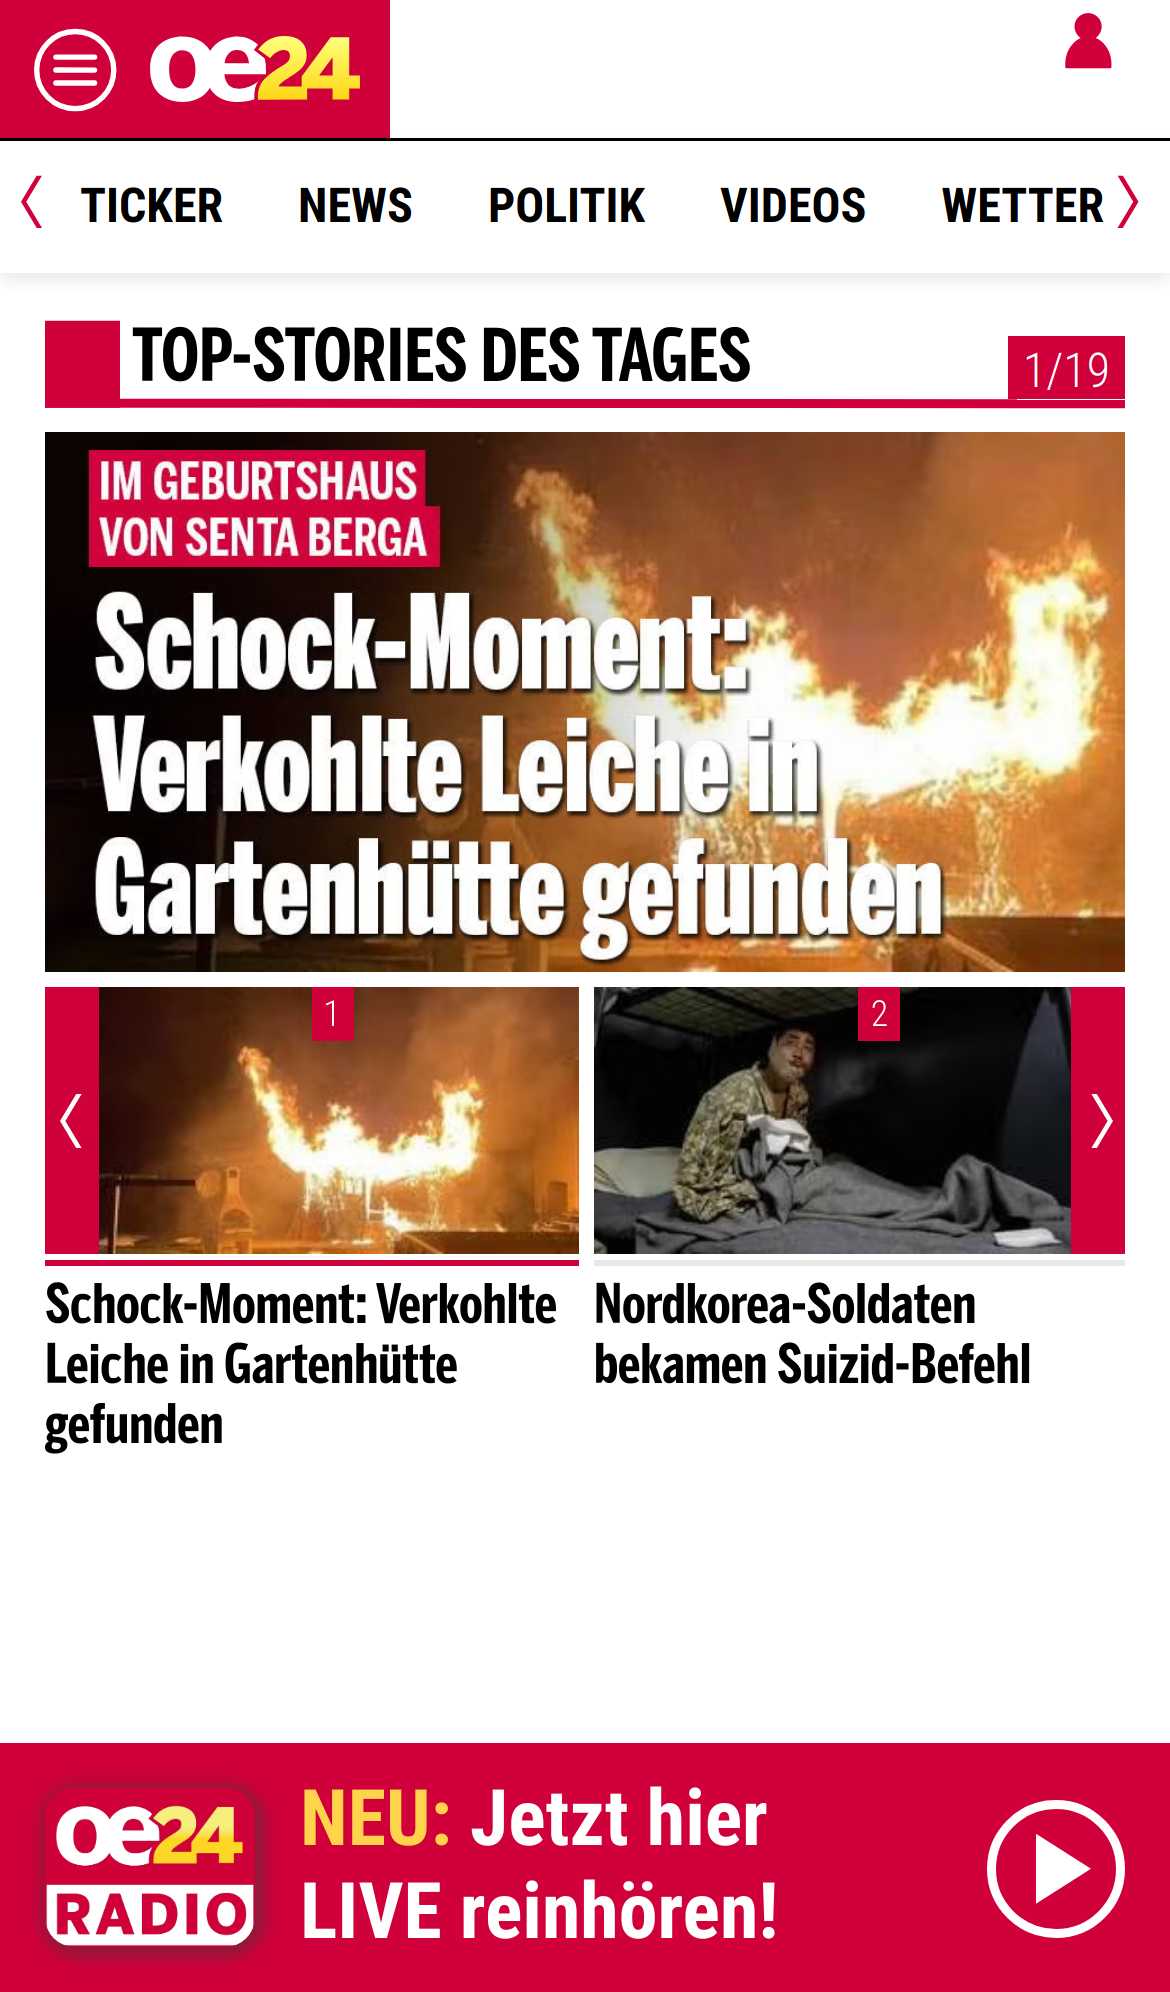 oe24
TICKER NEWS POLITIK VIDEOS WETTER
TOP-STORIES DES TAGES
1/19
IM GEBURTSHAUS
VON SENTA BERGA
Schock-Moment:
Verkohlte Leiche in
Gartenhütte gefunden
1
Schock-Moment: Verkohlte
Leiche in Gartenhütte
gefunden
2
Nordkorea-Soldaten
bekamen Suizid-Befehl
oe24
RADIO
NEU: Jetzt hier
LIVE reinhören!